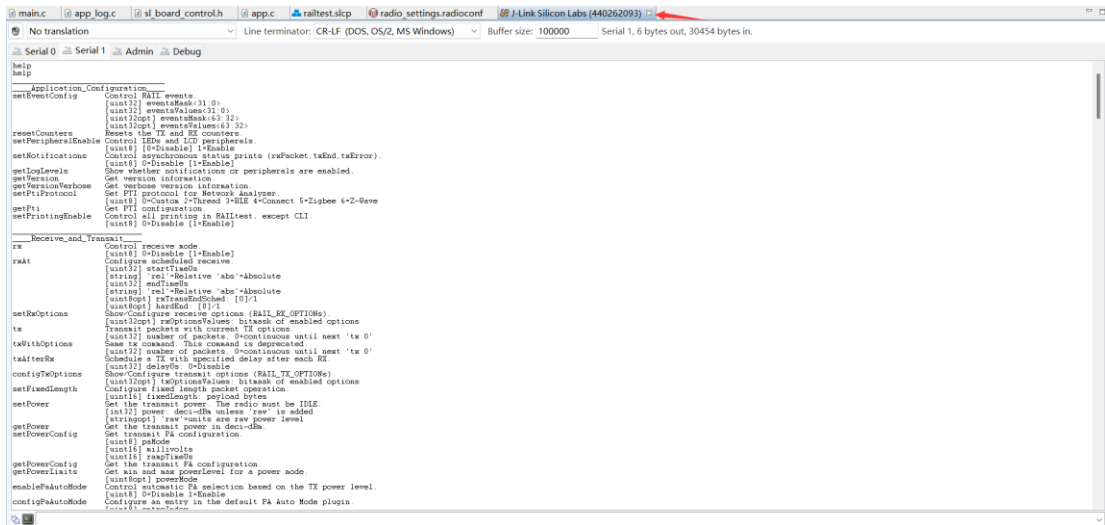 main.c app_log.c sl_board_control.h app.c railtest.slcp radio_settings.radioconf J-Link Silicon Labs (440262093)
No translation Line terminator: CR-LF (DOS, OS/2, MS Windows) Buffer size: 100000 Serial 1, 6 bytes out, 30454 bytes in.
Serial 0 Serial 1 Admin Debug
help
help
____Application_Configuration____
setEventConfig Control RAIL events.
[uint32] eventsMask<31:0>
[uint32] eventsValues<31:0>
[uint32opt] eventsMask<63:32>
[uint32opt] eventsValues<63:32>
resetCounters Resets the TX and RX counters.
setPeripheralEnable Control LEDs and LCD peripherals.
[uint8] [0=Disable] 1=Enable
setNotifications Control asynchronous status prints (rxPacket,txEnd,txError).
[uint8] 0=Disable [1=Enable]
getLogLevels Show whether notifications or peripherals are enabled.
getVersion Get version information.
getVersionVerbose Get verbose version information.
setPtiProtocol Set PTI protocol for Network Analyzer.
[uint8] 0=Custom 2=Thread 3=BLE 4=Connect 5=Zigbee 6=Z-Wave
getPti Get PTI configuration.
setPrintingEnable Control all printing in RAILtest, except CLI.
[uint8] 0=Disable [1=Enable]
____Receive_and_Transmit____
rx Control receive mode.
[uint8] 0=Disable [1=Enable]
rxAt Configure scheduled receive.
[uint32] startTimeUs
[string] 'rel'=Relative 'abs'=Absolute
[uint32] endTimeUs
[string] 'rel'=Relative 'abs'=Absolute
[uint8opt] rxTransEndSched: [0]/1
[uint8opt] hardEnd: [0]/1
setRxOptions Show/Configure receive options (RAIL_RX_OPTIONs).
[uint32opt] rxOptionsValues: bitmask of enabled options
tx Transmit packets with current TX options.
[uint32] number of packets, 0=continuous until next 'tx 0'
txWithOptions Same tx command. This command is deprecated.
[uint32] number of packets, 0=continuous until next 'tx 0'
txAfterRx Schedule a TX with specified delay after each RX.
[uint32] delayUs: 0=Disable
configTxOptions Show/Configure transmit options (RAIL_TX_OPTIONs).
[uint32opt] txOptionsValues: bitmask of enabled options
setFixedLength Configure fixed length packet operation.
[uint16] fixedLength: payload bytes
setPower Set the transmit power. The radio must be IDLE.
[int32] power: deci-dBm unless 'raw' is added
[stringopt] 'raw'=units are raw power level
getPower Get the transmit power in deci-dBm.
setPowerConfig Set transmit PA configuration.
[uint8] paMode
[uint16] millivolts
[uint16] rampTimeUs
getPowerConfig Get the transmit PA configuration.
getPowerLimits Get min and max powerLevel for a power mode.
[uint8opt] powerMode
enablePaAutoMode Control automatic PA selection based on the TX power level.
[uint8] 0=Disable 1=Enable
configPaAutoMode Configure an entry in the default PA Auto Mode plugin.